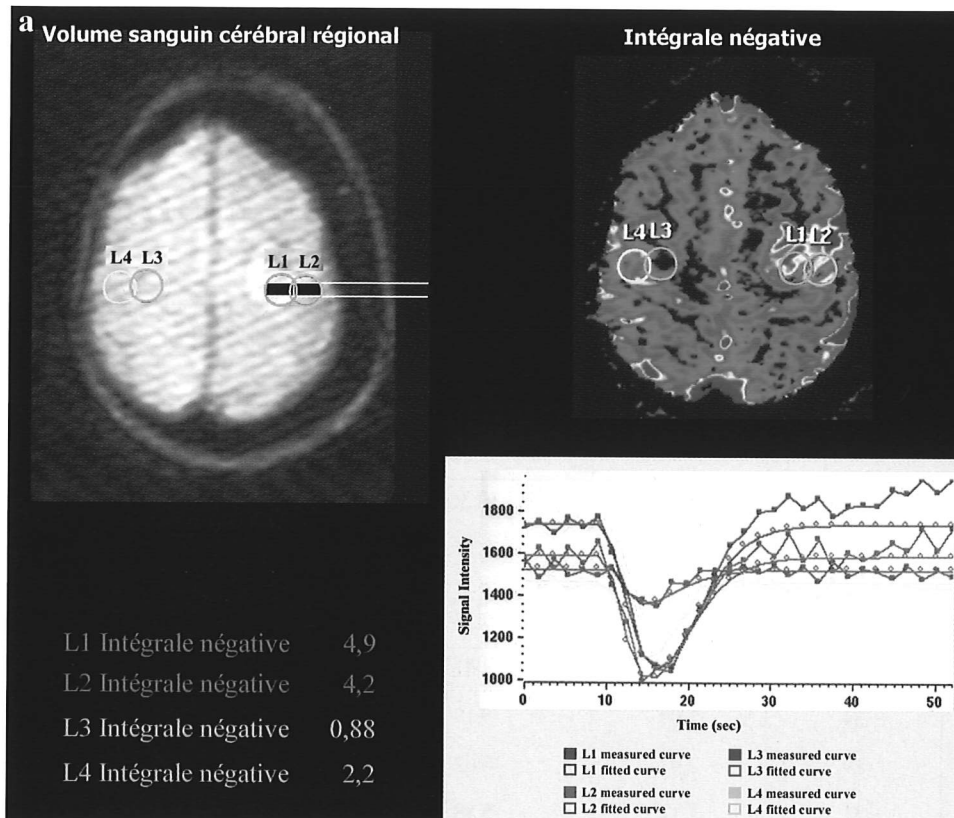 a
Volume sanguin cérébral régional
Intégrale négative
L4 L3
L1 L2
L4 L3
L1 L2
L1 Intégrale négative 4,9
L2 Intégrale négative 4,2
L3 Intégrale négative 0,88
L4 Intégrale négative 2,2
Signal Intensity
1800
1600
1400
1200
1000
0 10 20 30 40 50
Time (sec)
L1 measured curve
L1 fitted curve
L2 measured curve
L2 fitted curve
L3 measured curve
L3 fitted curve
L4 measured curve
L4 fitted curve